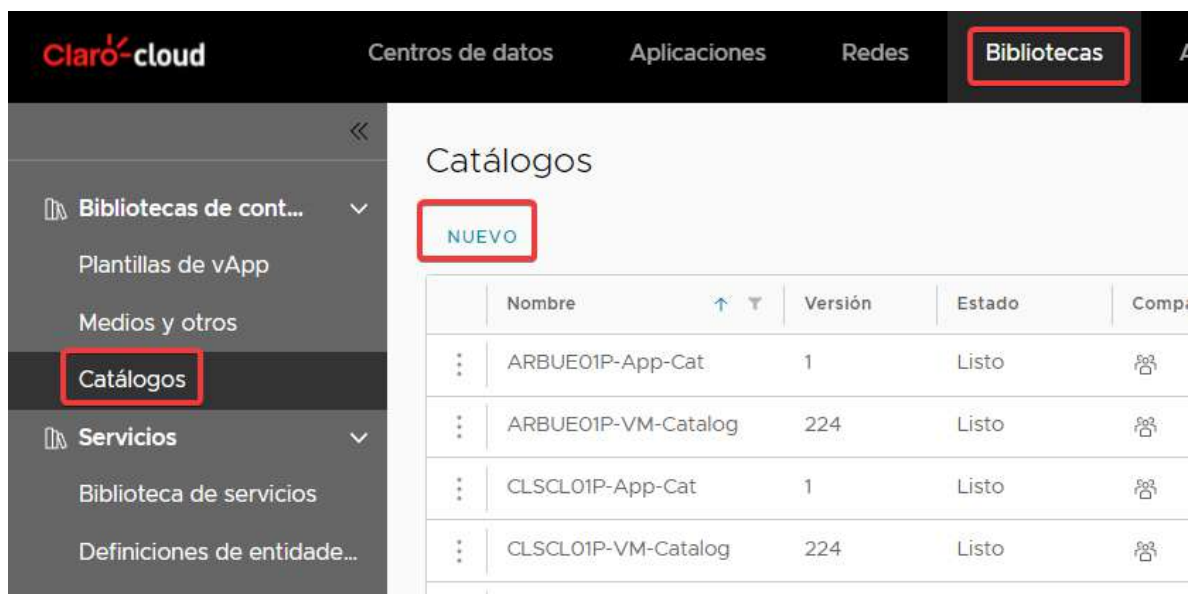 Claro-cloud
Centros de datos Aplicaciones Redes Bibliotecas A
Catálogos
Bibliotecas de cont...
Plantillas de vApp
Medios y otros
Catálogos
Servicios
Biblioteca de servicios
Definiciones de entidade...
NUEVO
Nombre Versión Estado Compa
ARBUE01P-App-Cat 1 Listo
ARBUE01P-VM-Catalog 224 Listo
CLSCL01P-App-Cat 1 Listo
CLSCL01P-VM-Catalog 224 Listo